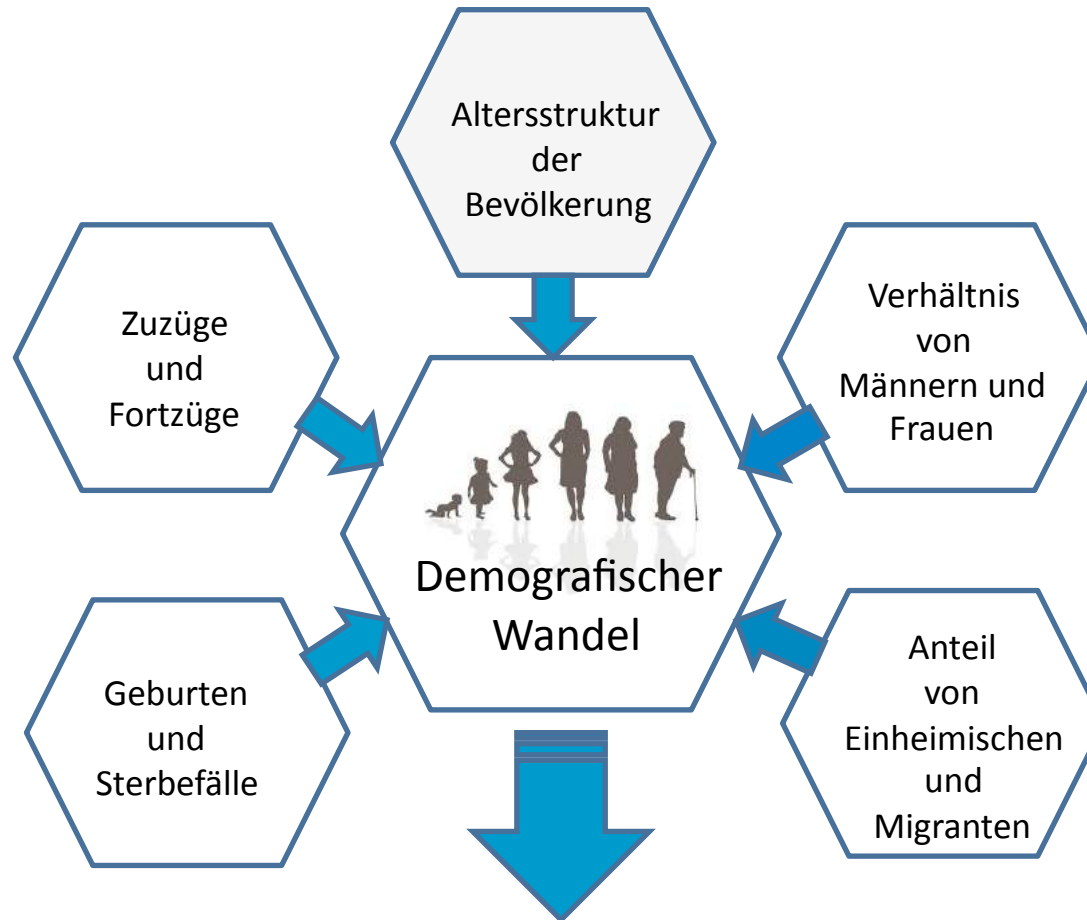 Altersstruktur
der
Bevölkerung
Zuzüge
und
Fortzüge
Verhältnis
von
Männern und
Frauen
Demografischer
Wandel
Geburten
und
Sterbefälle
Anteil
von
Einheimischen
und
Migranten